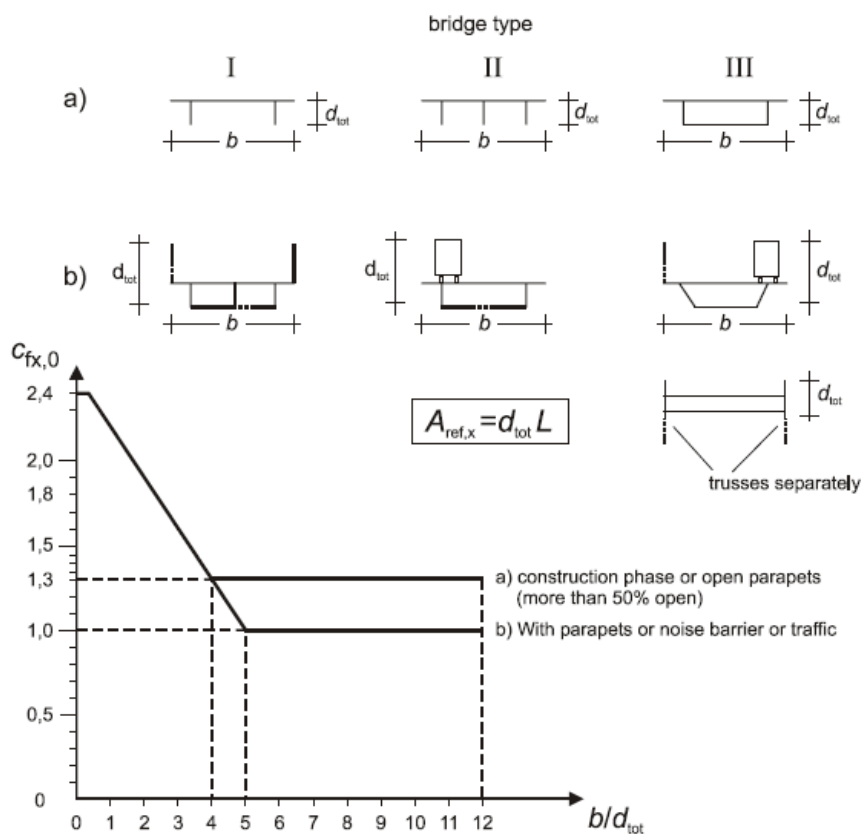 bridge type
I II III
a) d_tot d_tot d_tot
b b b
b) d_tot d_tot d_tot
b b b
c_fx,0
2,4
d_tot
A_ref,x = d_tot L
2,0
trusses separately
1,8
1,5
1,3
a) construction phase or open parapets
(more than 50% open)
1,0
b) With parapets or noise barrier or traffic
0,5
0
0 1 2 3 4 5 6 7 8 9 10 11 12 b/d_tot